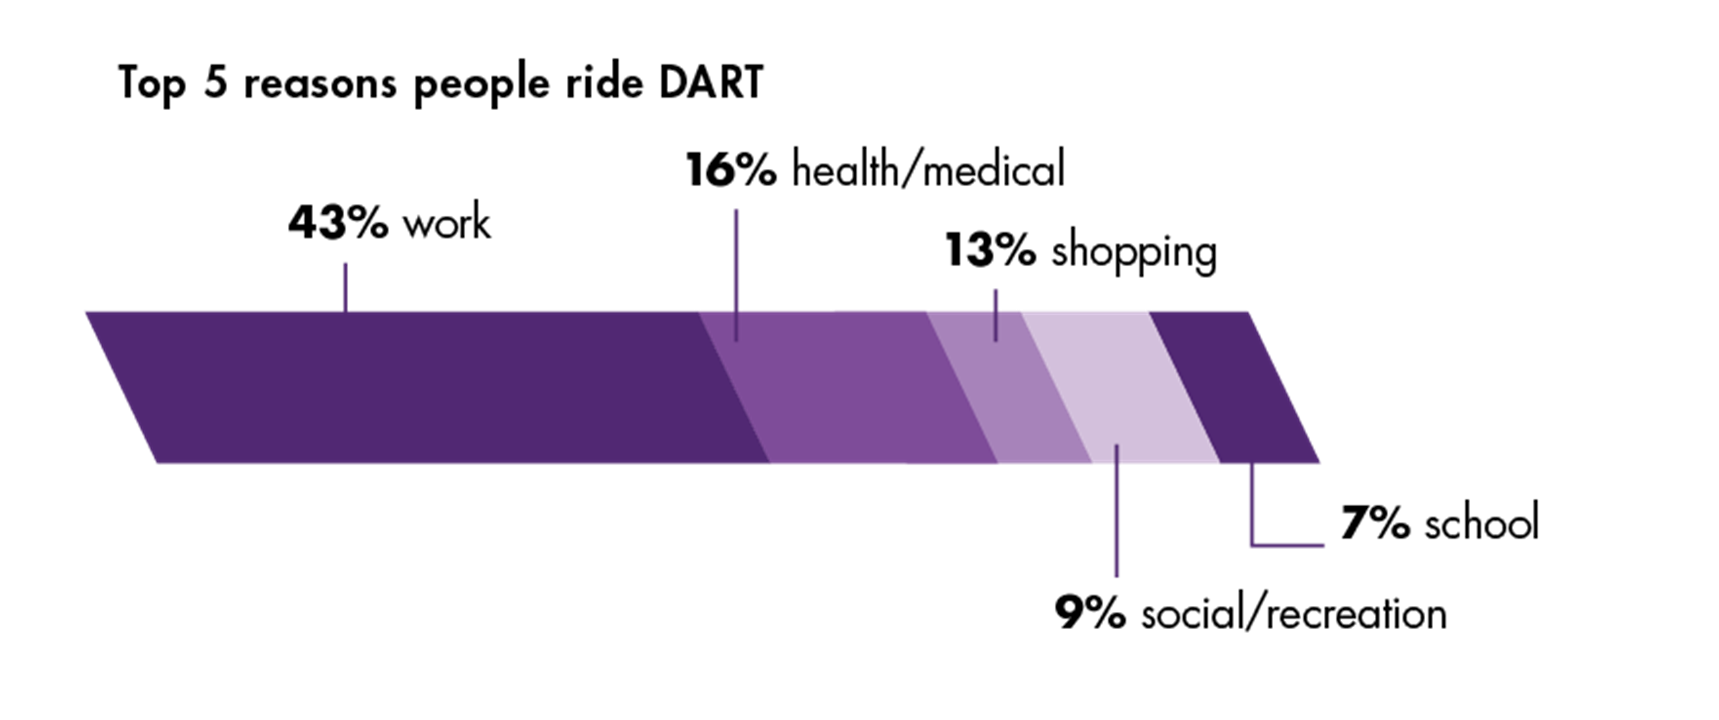 Top 5 reasons people ride DART
16% health/medical
43% work
13% shopping
7% school
9% social/recreation